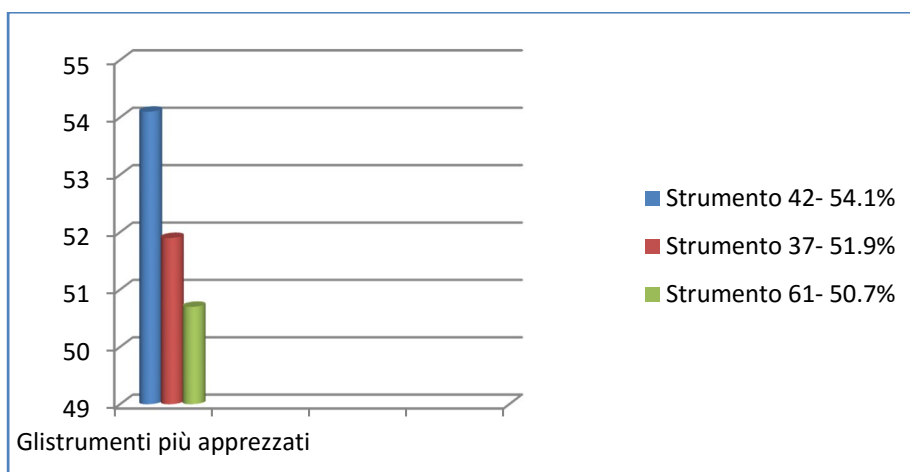 55
54
53
52
51
50
49
Glistrumenti più apprezzati
Strumento 42- 54.1%
Strumento 37- 51.9%
Strumento 61- 50.7%